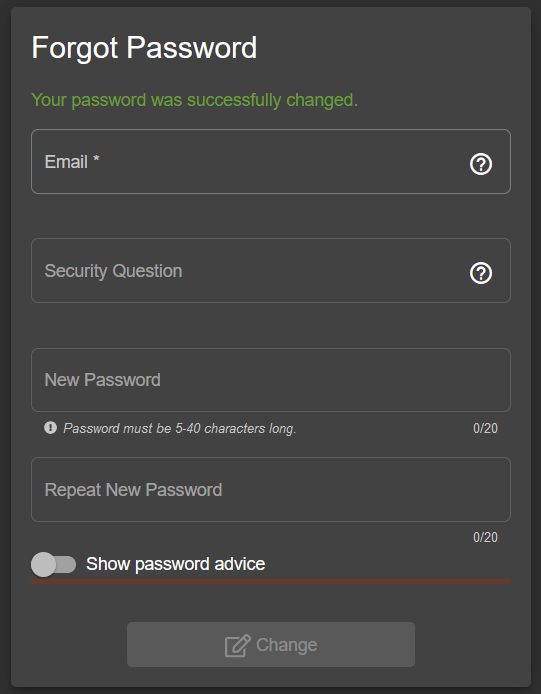 Forgot Password
Your password was successfully changed.
Email *
Security Question
New Password
Password must be 5-40 characters long. 0/20
Repeat New Password
0/20
Show password advice
Change